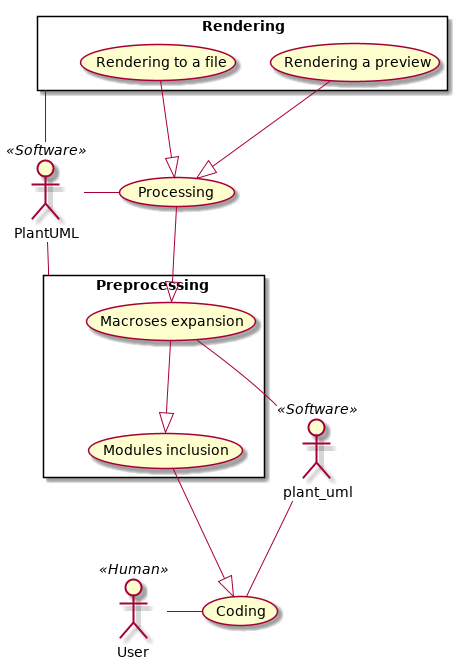 Rendering
Rendering to a file
Rendering a preview
«Software»
PlantUML
Processing
Preprocessing
Macroses expansion
Modules inclusion
«Software»
plant_uml
«Human»
User
Coding